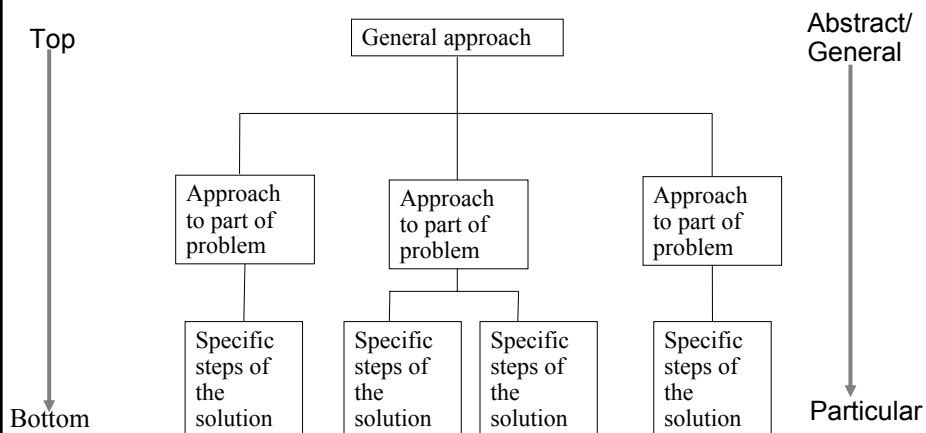 Top
General approach
Abstract/
General
Approach
to part of
problem
Approach
to part of
problem
Approach
to part of
problem
Specific
steps of
the
solution
Specific
steps of
the
solution
Specific
steps of
the
solution
Specific
steps of
the
solution
Bottom
Particular